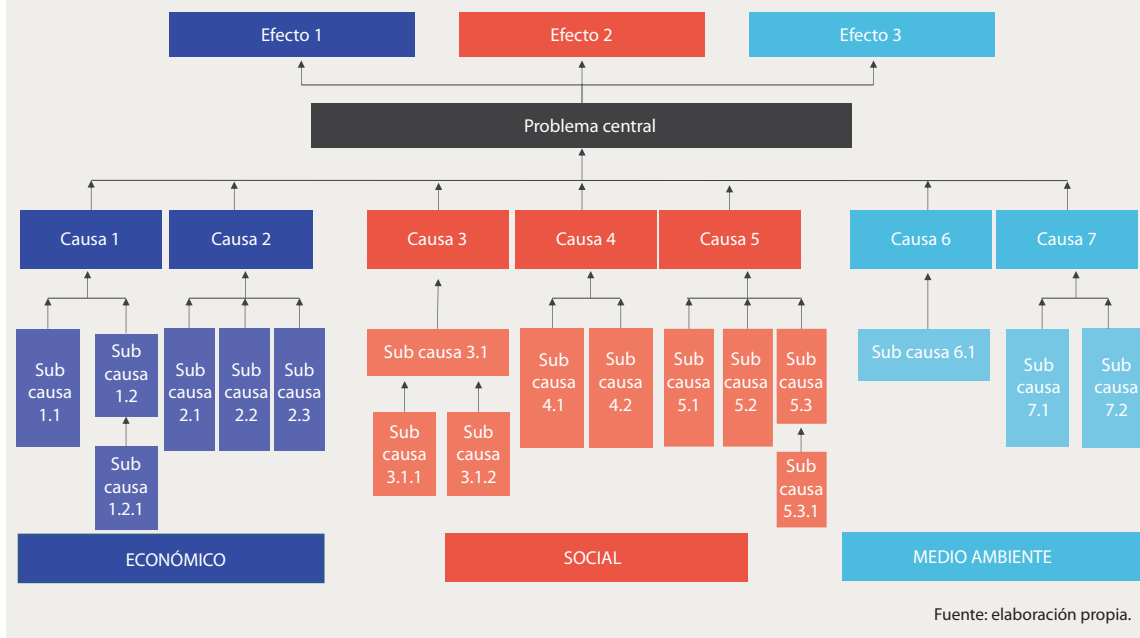 Efecto 1
Efecto 2
Efecto 3
Problema central
Causa 1
Causa 2
Causa 3
Causa 4
Causa 5
Causa 6
Causa 7
Sub
causa
1.1
Sub
causa
1.2
Sub
causa
1.2.1
Sub
causa
2.1
Sub
causa
2.2
Sub
causa
2.3
Sub causa 3.1
Sub
causa
3.1.1
Sub
causa
3.1.2
Sub
causa
4.1
Sub
causa
4.2
Sub
causa
5.1
Sub
causa
5.2
Sub
causa
5.3
Sub
causa
5.3.1
Sub causa 6.1
Sub
causa
7.1
Sub
causa
7.2
ECONÓMICO
SOCIAL
MEDIO AMBIENTE
Fuente: elaboración propia.